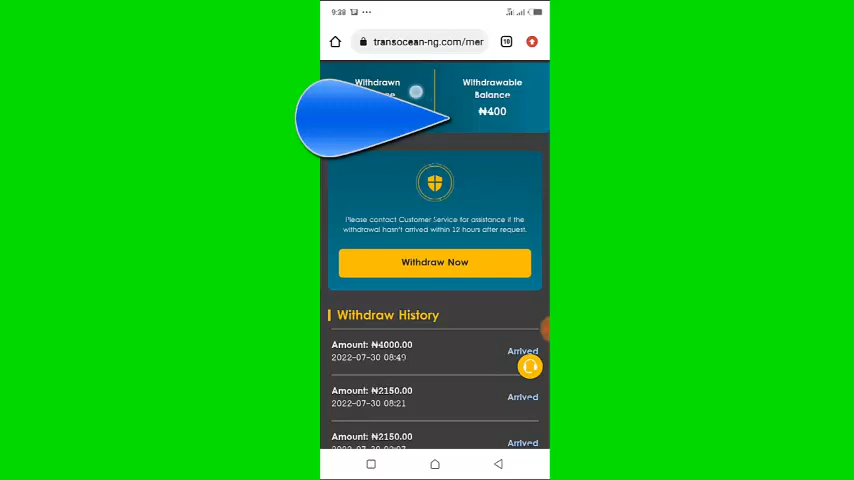 9:38
transocean-ng.com/mer
18
Withdrawn
Withdrawable
Balance
₦400
Please contact Customer Service for assistance if the
withdrawal hasn't arrived within 12 hours after request.
Withdraw Now
Withdraw History
Amount: ₦4000.00
2022-07-30 08:49
Arrived
Amount: ₦2150.00
2022-07-30 08:21
Arrived
Amount: ₦2150.00
Arrived